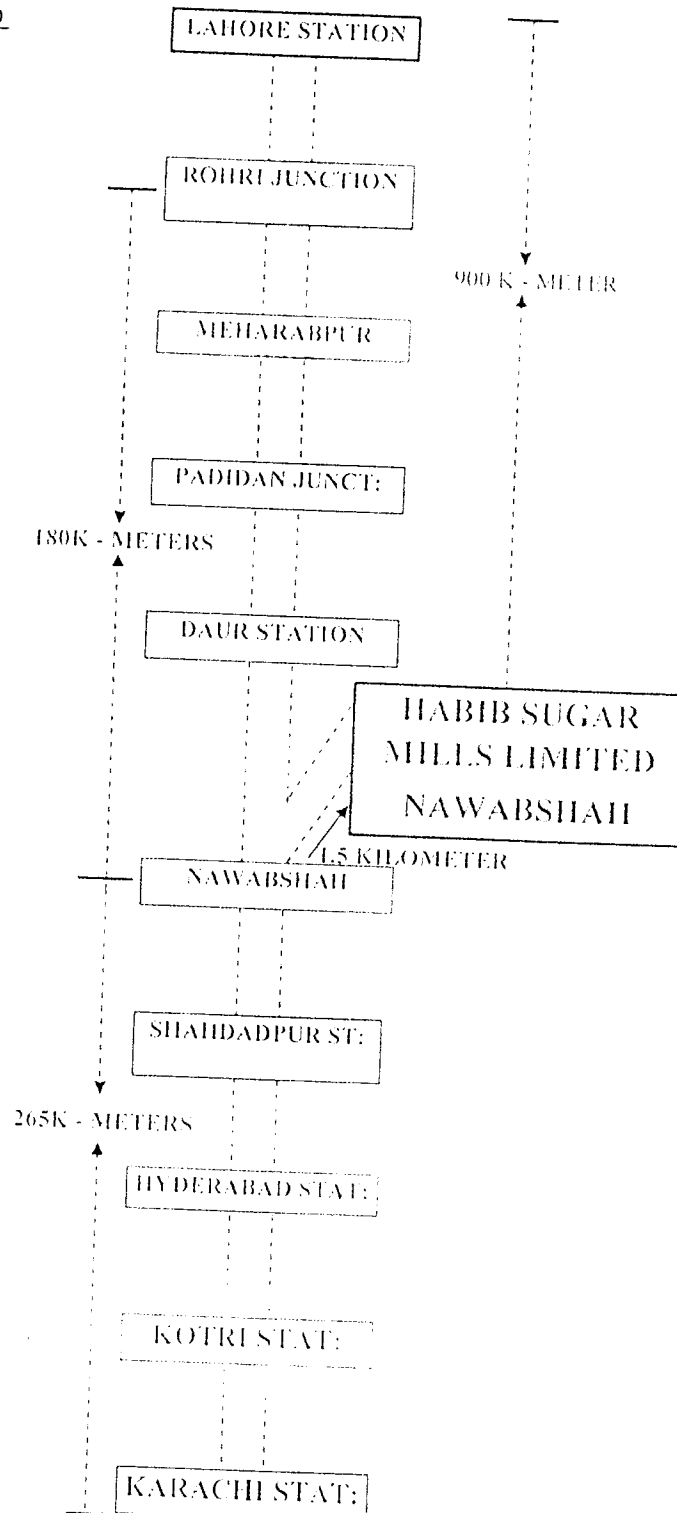 LAHORE STATION
ROHRI JUNCTION
900 K - METER
MEHARABPUR
PADIDAN JUNCT:
180K - METERS
DAUR STATION
HABIB SUGAR
MILLS LIMITED
NAWABSHAH
1.5 KILOMETER
NAWABSHAH
SHAHDADPUR ST:
265K - METERS
HYDERABAD STAT:
KOTRI STAT:
KARACHI STAT: